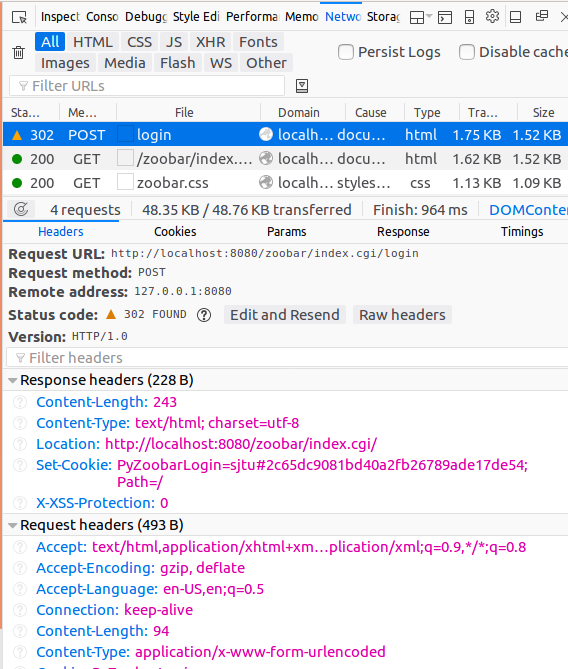 Inspect Conso Debugg Style Edi Performa Memo Netwo Storag
All HTML CSS JS XHR Fonts Persist Logs Disable cache
Images Media Flash WS Other
Filter URLs
Sta… Me… File Domain Cause Type Tra… Size
302 POST login localh… docu… html 1.75 KB 1.52 KB
200 GET /zoobar/index.… localh… docu… html 1.62 KB 1.52 KB
200 GET zoobar.css localh… styles… css 1.13 KB 1.09 KB
4 requests 48.35 KB / 48.76 KB transferred Finish: 964 ms DOMConter
Headers Cookies Params Response Timings
Request URL: http://localhost:8080/zoobar/index.cgi/login
Request method: POST
Remote address: 127.0.0.1:8080
Status code: 302 FOUND ? Edit and Resend Raw headers
Version: HTTP/1.0
Filter headers
Response headers (228 B)
? Content-Length: 243
? Content-Type: text/html; charset=utf-8
? Location: http://localhost:8080/zoobar/index.cgi/
? Set-Cookie: PyZoobarLogin=sjtu#2c65dc9081bd40a2fb26789ade17de54;
Path=/
? X-XSS-Protection: 0
Request headers (493 B)
? Accept: text/html,application/xhtml+xm…plication/xml;q=0.9,*/*;q=0.8
? Accept-Encoding: gzip, deflate
? Accept-Language: en-US,en;q=0.5
? Connection: keep-alive
? Content-Length: 94
? Content-Type: application/x-www-form-urlencoded